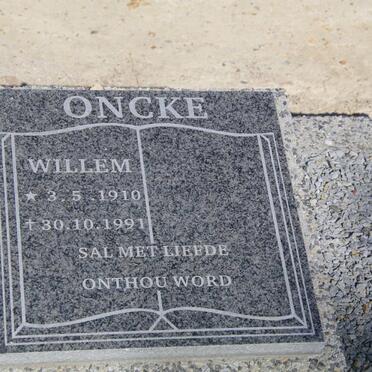 ONCKE
WILLEM
★ 3.5.1910
† 30.10.1991
SAL MET LIEFDE
ONTHOU WORD